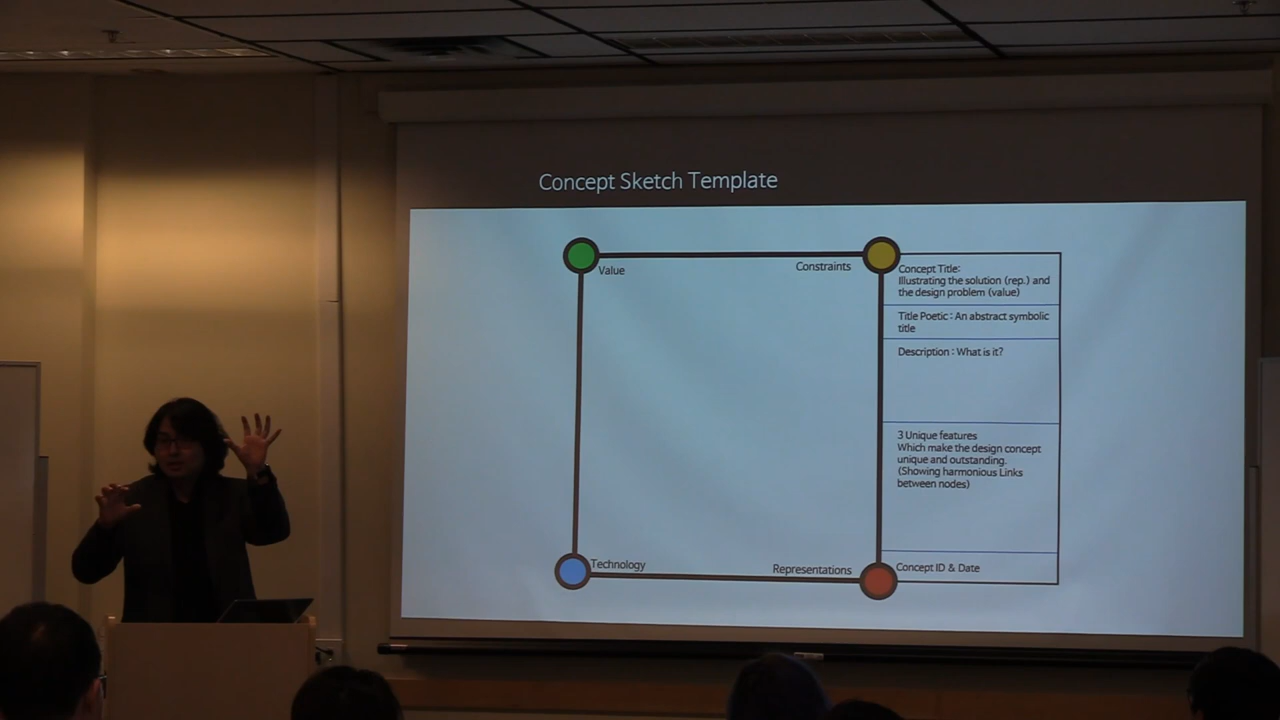 Concept Sketch Template
Value
Constraints
Concept Title:
Illustrating the solution (rep.) and
the design problem (value)
Title Poetic : An abstract symbolic
title
Description : What is it?
3 Unique features
Which make the design concept
unique and outstanding.
(Showing harmonious Links
between nodes)
Technology
Representations
Concept ID & Date